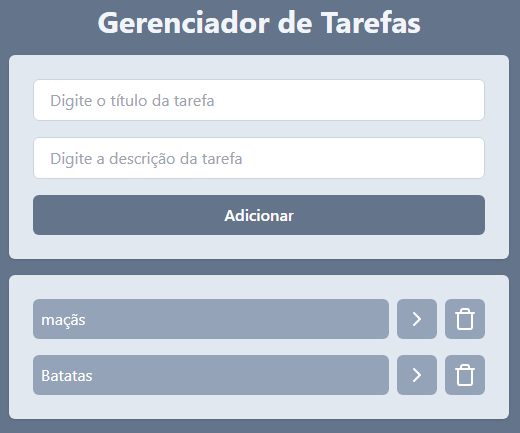 Gerenciador de Tarefas
Digite o título da tarefa
Digite a descrição da tarefa
Adicionar
maçãs
Batatas